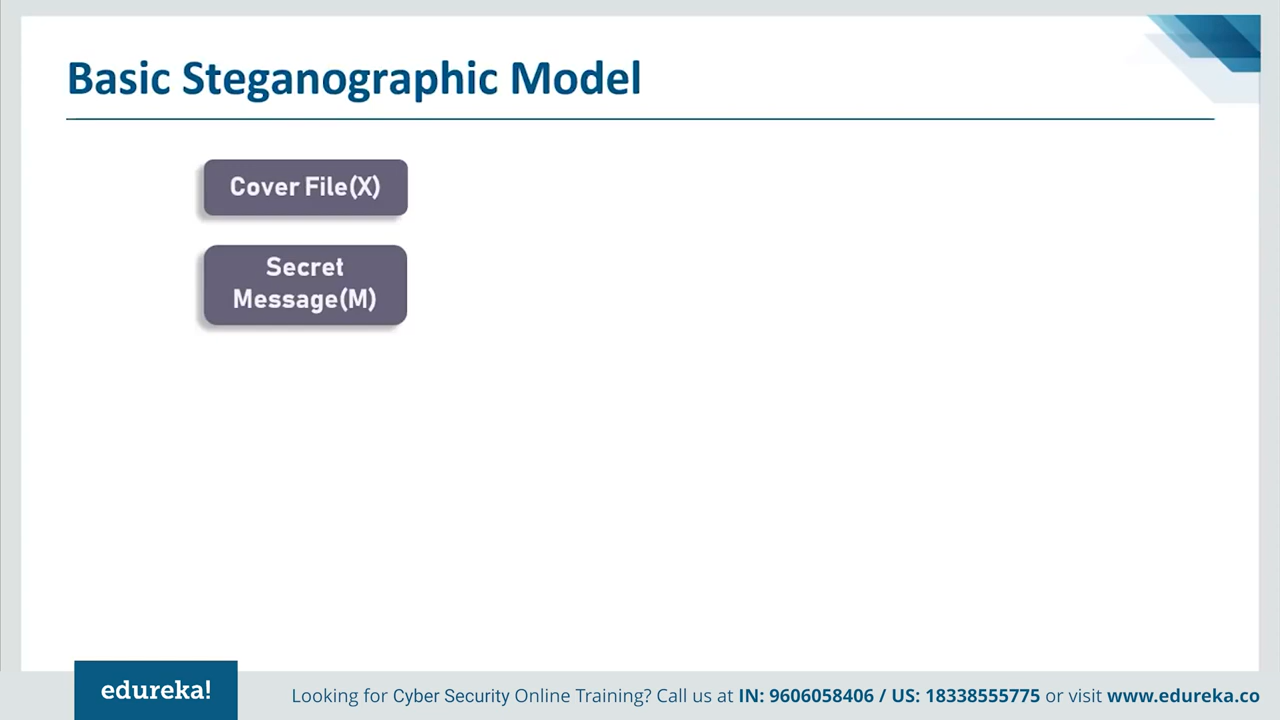 Basic Steganographic Model
Cover File(X)
Secret
Message(M)
edureka!
Looking for Cyber Security Online Training? Call us at IN: 9606058406 / US: 18338555775 or visit www.edureka.co